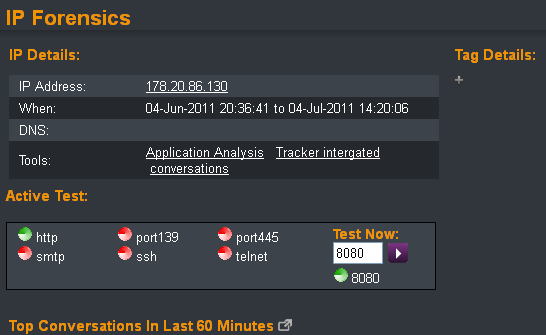 IP Forensics
IP Details:
Tag Details:
IP Address: 178.20.86.130
+
When: 04-Jun-2011 20:36:41 to 04-Jul-2011 14:20:06
DNS:
Tools: Application Analysis Tracker intergated
conversations
Active Test:
http port139 port445 Test Now:
smtp ssh telnet 8080
8080
Top Conversations In Last 60 Minutes